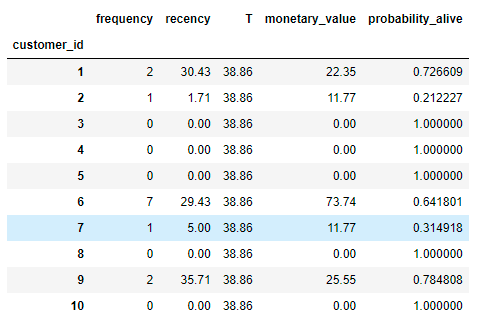 frequency recency T monetary_value probability_alive
customer_id
1 2 30.43 38.86 22.35 0.726609
2 1 1.71 38.86 11.77 0.212227
3 0 0.00 38.86 0.00 1.000000
4 0 0.00 38.86 0.00 1.000000
5 0 0.00 38.86 0.00 1.000000
6 7 29.43 38.86 73.74 0.641801
7 1 5.00 38.86 11.77 0.314918
8 0 0.00 38.86 0.00 1.000000
9 2 35.71 38.86 25.55 0.784808
10 0 0.00 38.86 0.00 1.000000